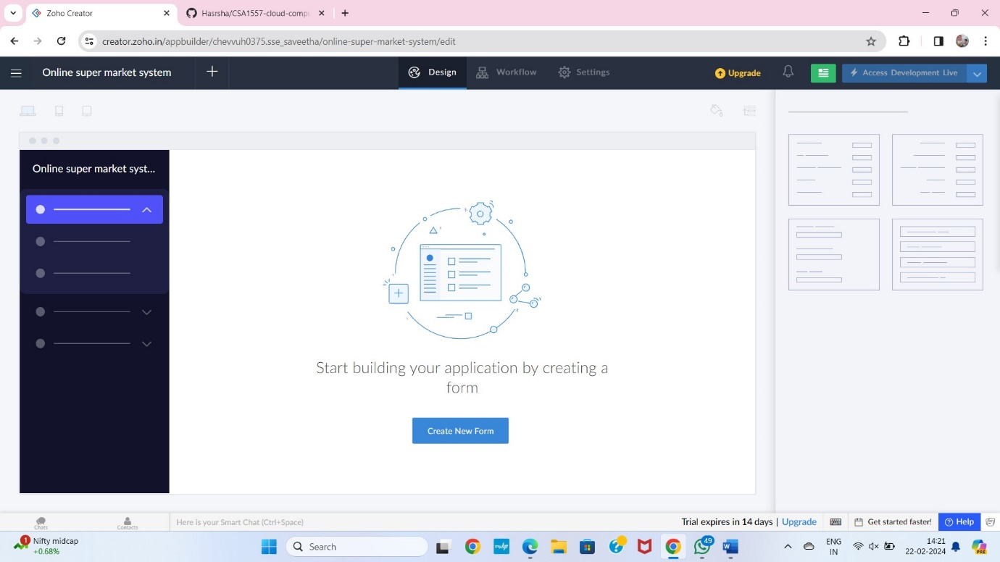 Zoho Creator
Hasrsha/CSA1557-cloud-compu
creator.zoho.in/appbuilder/chevvuh0375.sse_saveetha/online-super-market-system/edit
Online super market system
Design
Workflow
Settings
Upgrade
Access Development Live
Online super market syst...
Start building your application by creating a
form
Create New Form
Chats
Contacts
Here is your Smart Chat (Ctrl+Space)
Trial expires in 14 days | Upgrade
Get started faster!
Help
1
Nifty midcap
+0.68%
Search
myhp
49
ENG
IN
14:21
22-02-2024
PRE